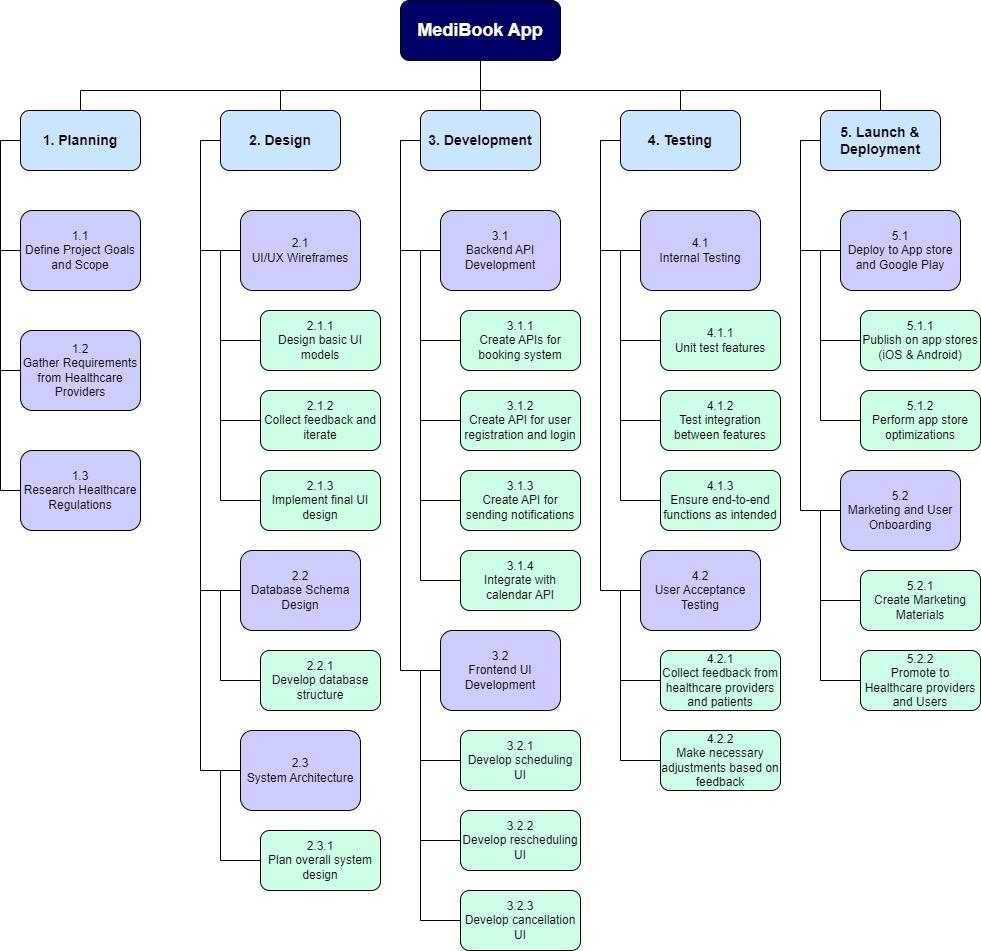 MediBook App
1. Planning
2. Design
3. Development
4. Testing
5. Launch &
Deployment
1.1
Define Project Goals
and Scope
1.2
Gather Requirements
from Healthcare
Providers
1.3
Research Healthcare
Regulations
2.1
UI/UX Wireframes
2.1.1
Design basic UI
models
2.1.2
Collect feedback and
iterate
2.1.3
Implement final UI
design
2.2
Database Schema
Design
2.2.1
Develop database
structure
2.3
System Architecture
2.3.1
Plan overall system
design
3.1
Backend API
Development
3.1.1
Create APIs for
booking system
3.1.2
Create API for user
registration and login
3.1.3
Create API for
sending notifications
3.1.4
Integrate with
calendar API
3.2
Frontend UI
Development
3.2.1
Develop scheduling
UI
3.2.2
Develop rescheduling
UI
3.2.3
Develop cancellation
UI
4.1
Internal Testing
4.1.1
Unit test features
4.1.2
Test integration
between features
4.1.3
Ensure end-to-end
functions as intended
4.2
User Acceptance
Testing
4.2.1
Collect feedback from
healthcare providers
and patients
4.2.2
Make necessary
adjustments based on
feedback
5.1
Deploy to App store
and Google Play
5.1.1
Publish on app stores
(iOS & Android)
5.1.2
Perform app store
optimizations
5.2
Marketing and User
Onboarding
5.2.1
Create Marketing
Materials
5.2.2
Promote to
Healthcare providers
and Users